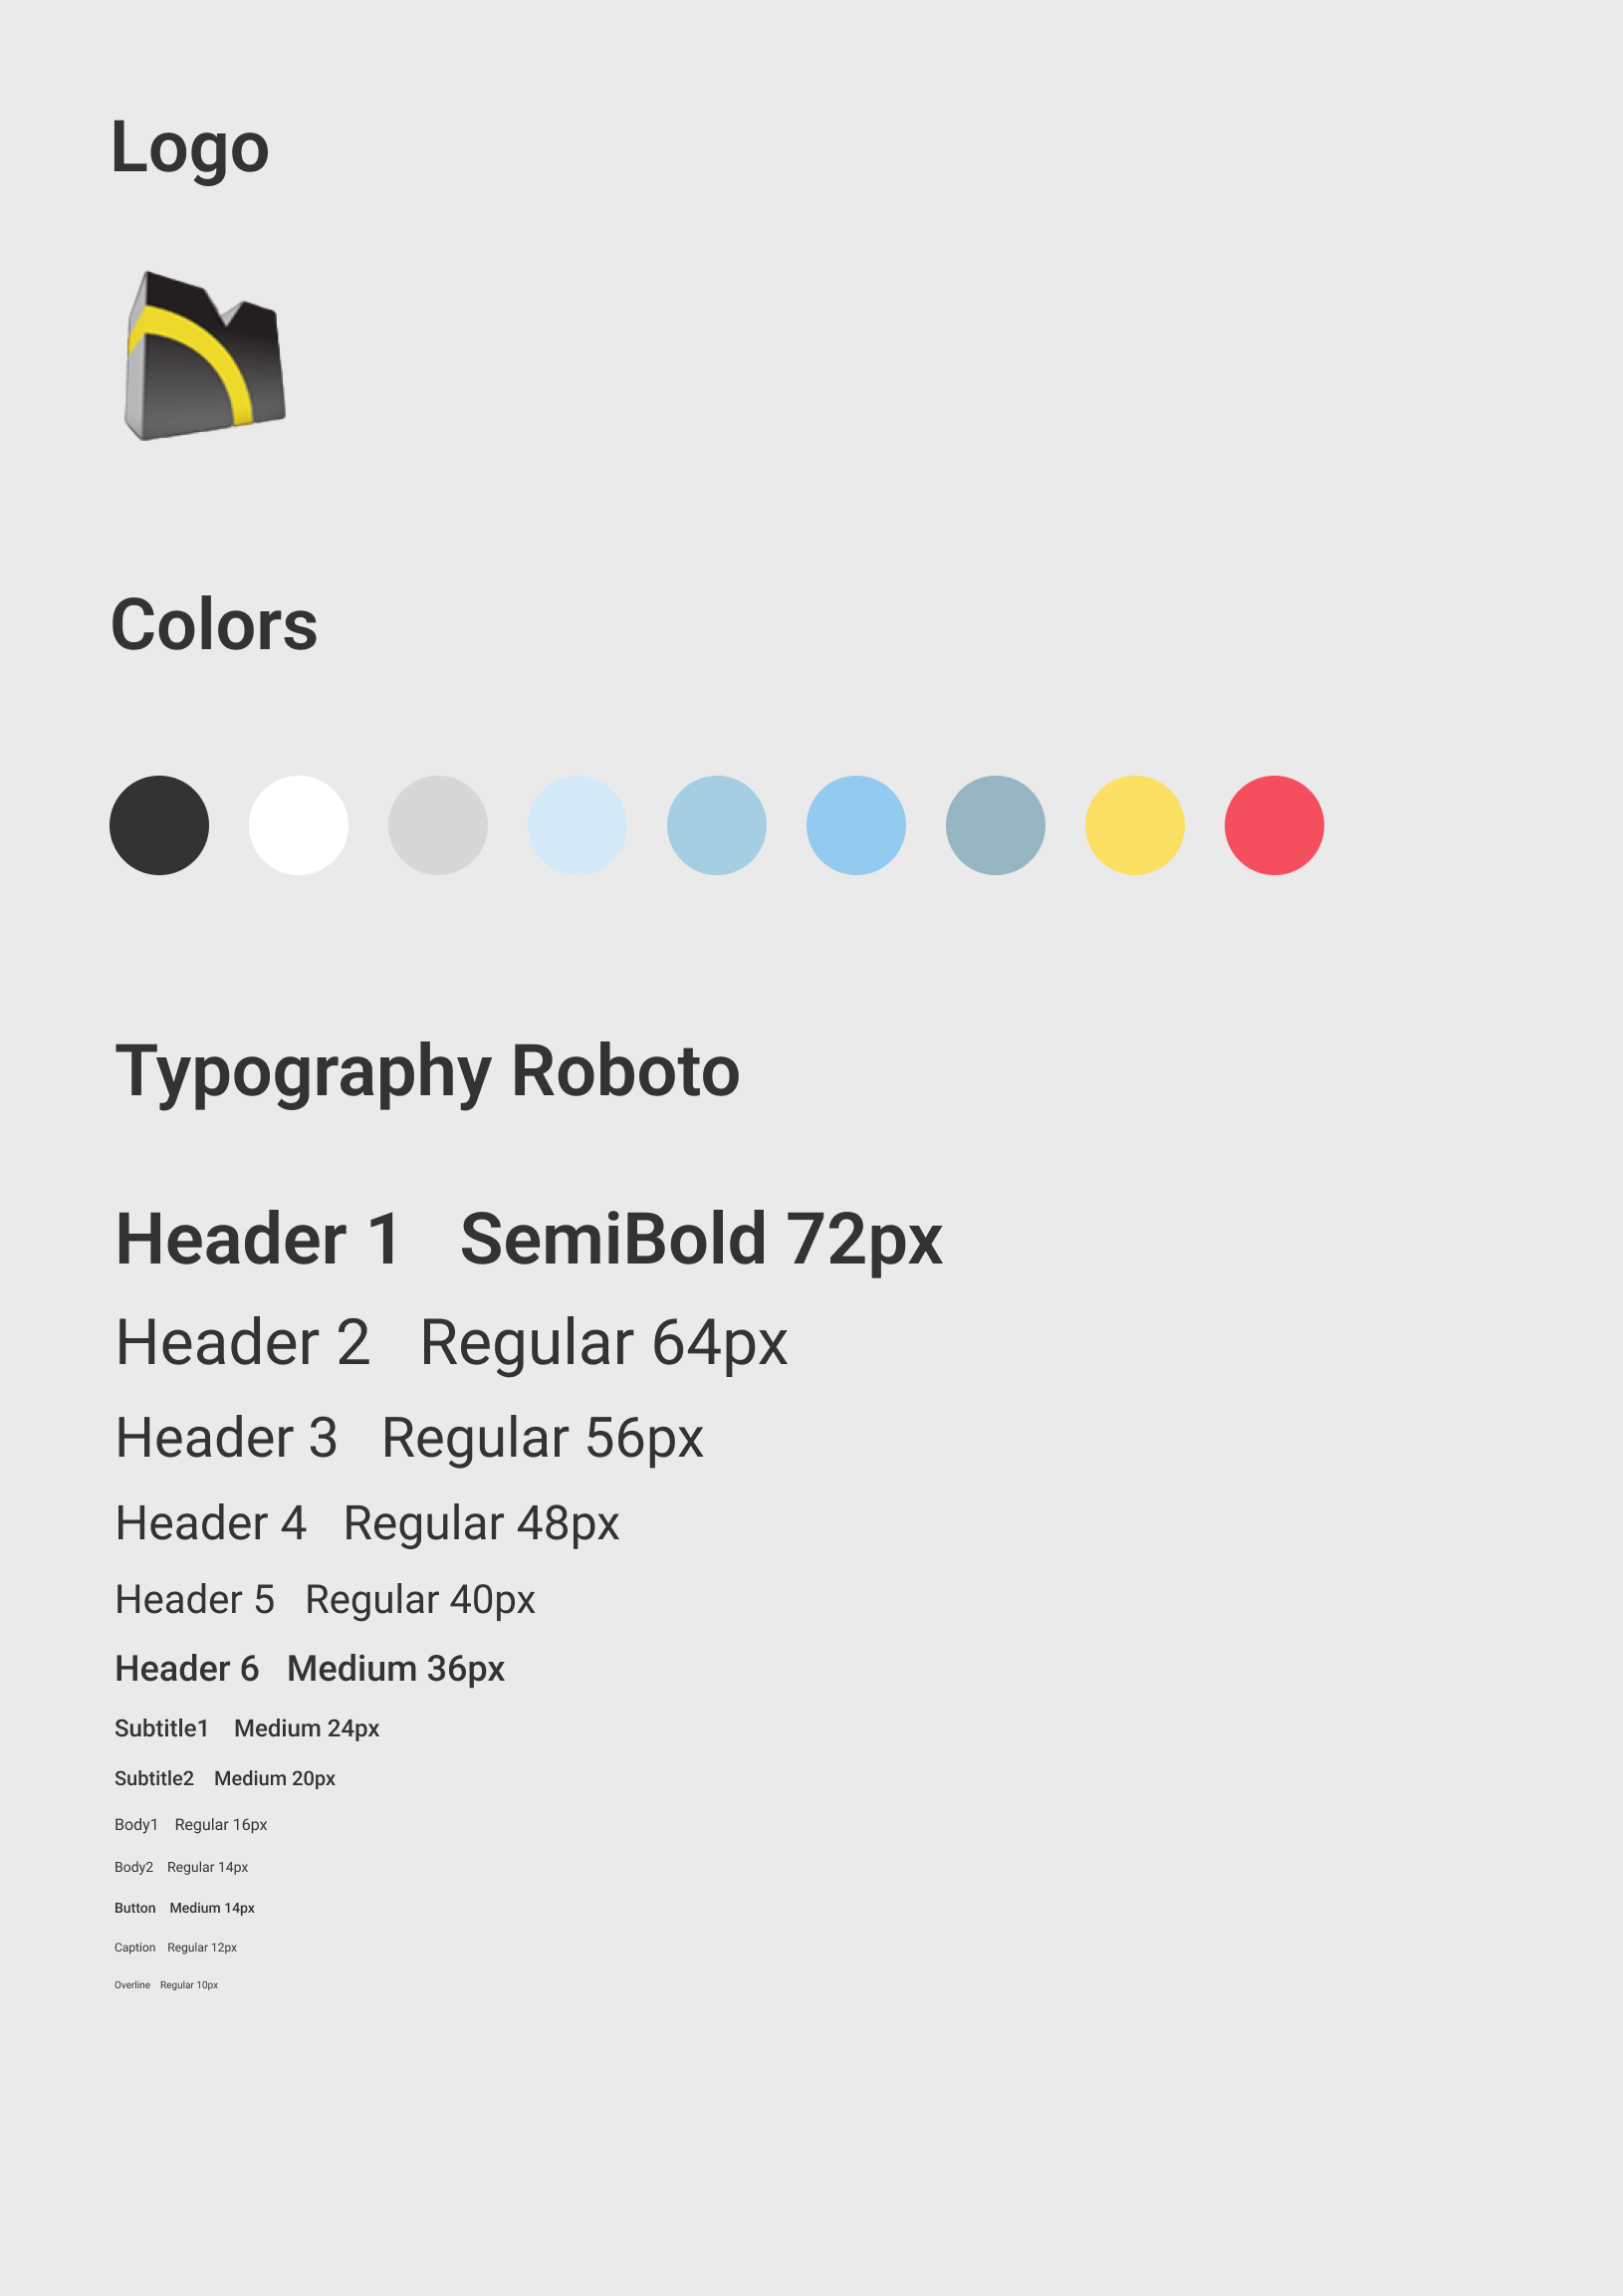 Logo
Colors
Typography Roboto
Header 1 SemiBold 72px
Header 2 Regular 64px
Header 3 Regular 56px
Header 4 Regular 48px
Header 5 Regular 40px
Header 6 Medium 36px
Subtitle1 Medium 24px
Subtitle2 Medium 20px
Body1 Regular 16px
Body2 Regular 14px
Button Medium 14px
Caption Regular 12px
Overline Regular 10px